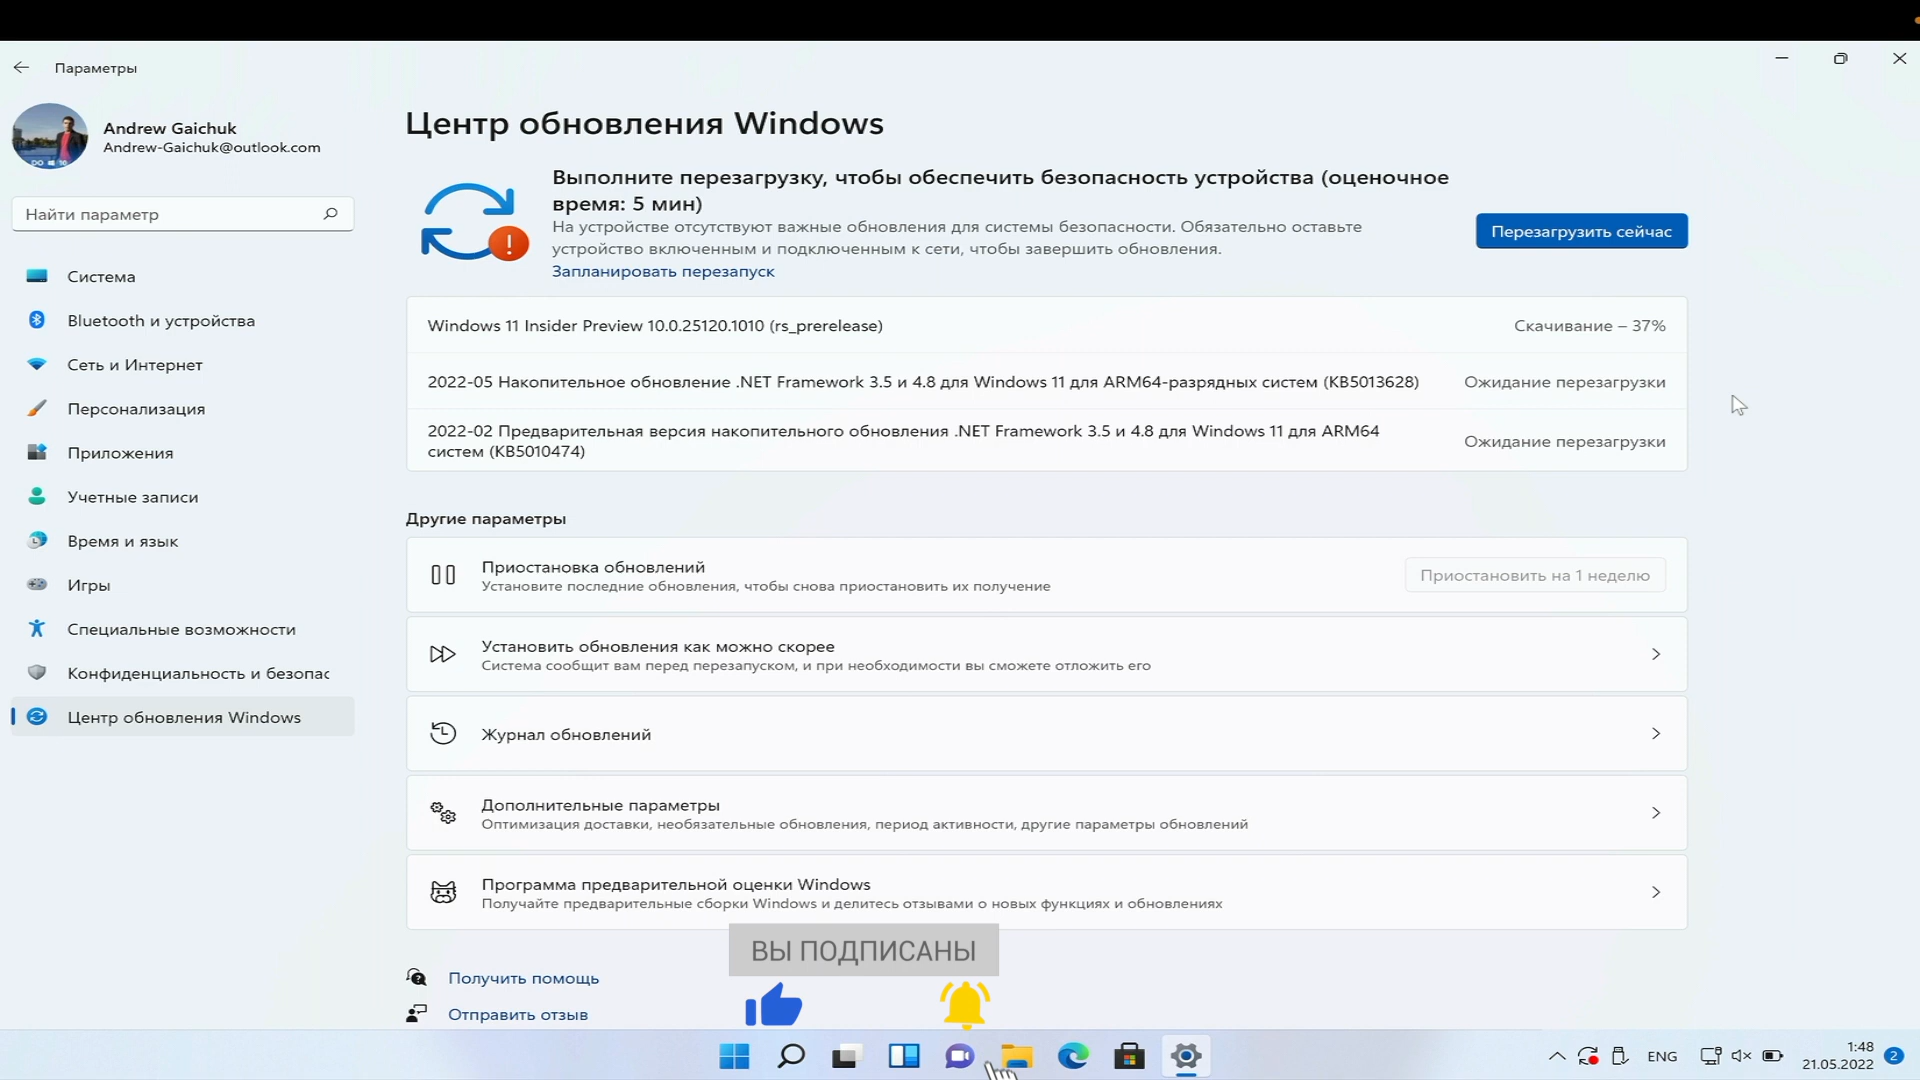 Параметры
Andrew Gaichuk
Andrew-Gaichuk@outlook.com
Найти параметр
Система
Bluetooth и устройства
Сеть и Интернет
Персонализация
Приложения
Учетные записи
Время и язык
Игры
Специальные возможности
Конфиденциальность и безопас
Центр обновления Windows
Центр обновления Windows
Выполните перезагрузку, чтобы обеспечить безопасность устройства (оценочное
время: 5 мин)
На устройстве отсутствуют важные обновления для системы безопасности. Обязательно оставьте
устройство включенным и подключенным к сети, чтобы завершить обновления.
Запланировать перезапуск
Перезагрузить сейчас
Windows 11 Insider Preview 10.0.25120.1010 (rs_prerelease)
Скачивание – 37%
2022-05 Накопительное обновление .NET Framework 3.5 и 4.8 для Windows 11 для ARM64-разрядных систем (KB5013628)
Ожидание перезагрузки
2022-02 Предварительная версия накопительного обновления .NET Framework 3.5 и 4.8 для Windows 11 для ARM64
систем (KB5010474)
Ожидание перезагрузки
Другие параметры
Приостановка обновлений
Установите последние обновления, чтобы снова приостановить их получение
Приостановить на 1 неделю
Установить обновления как можно скорее
Система сообщит вам перед перезапуском, и при необходимости вы сможете отложить его
Журнал обновлений
Дополнительные параметры
Оптимизация доставки, необязательные обновления, период активности, другие параметры обновлений
Программа предварительной оценки Windows
Получайте предварительные сборки Windows и делитесь отзывами о новых функциях и обновлениях
ВЫ ПОДПИСАНЫ
Получить помощь
Отправить отзыв
ENG
1:48
21.05.2022
2